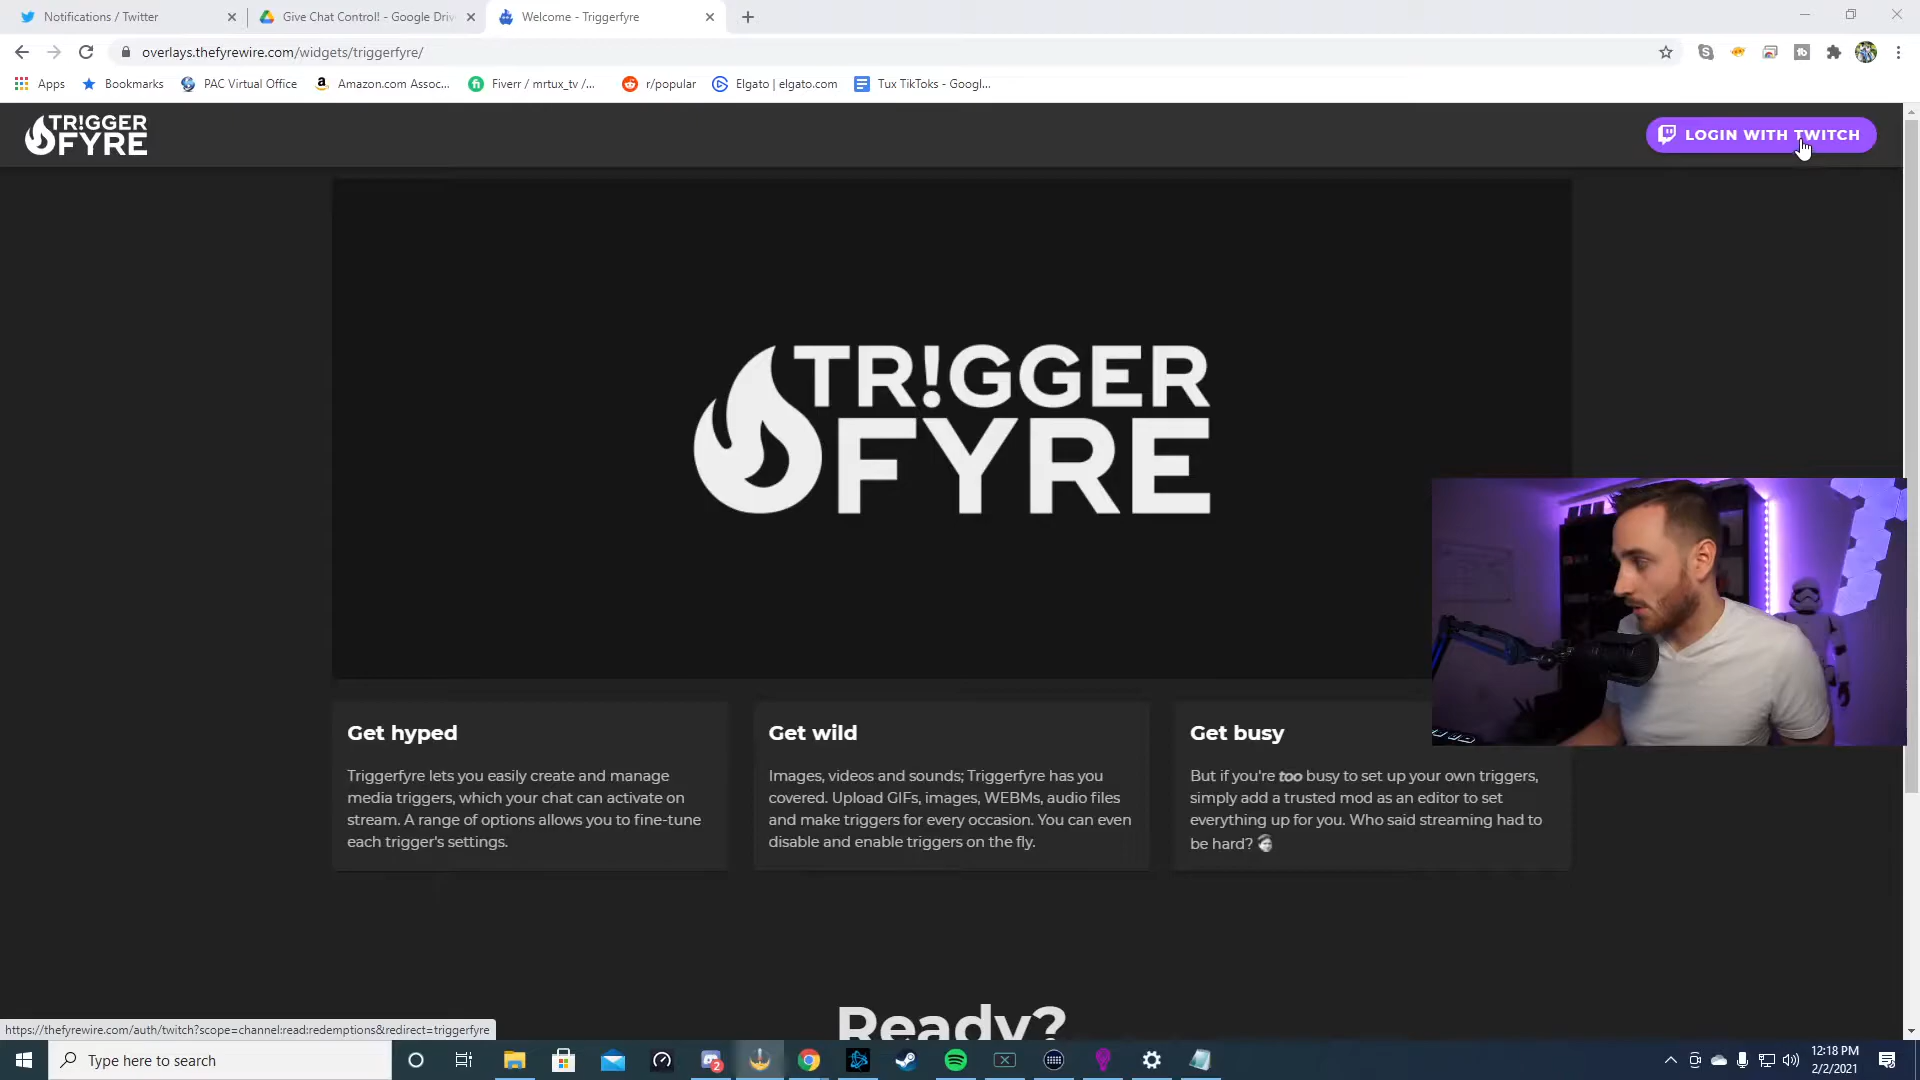 Notifications / Twitter
Give Chat Control! - Google Driv
Welcome - Triggerfyre
overlays.thefyrewire.com/widgets/triggerfyre/
Apps
Bookmarks
PAC Virtual Office
Amazon.com Assoc...
Fiverr / mrtux_tv /...
r/popular
Elgato | elgato.com
Tux TikToks - Googl...
TR!GGER
FYRE
LOGIN WITH TWITCH
TR!GGER
FYRE
Get hyped
Triggerfyre lets you easily create and manage
media triggers, which your chat can activate on
stream. A range of options allows you to fine-tune
each trigger's settings.
Get wild
Images, videos and sounds; Triggerfyre has you
covered. Upload GIFs, images, WEBMs, audio files
and make triggers for every occasion. You can even
disable and enable triggers on the fly.
Get busy
But if you're too busy to set up your own triggers,
simply add a trusted mod as an editor to set
everything up for you. Who said streaming had to
be hard?
Ready?
https://thefyrewire.com/auth/twitch?scope=channel:read:redemptions&redirect=triggerfyre
Type here to search
2
12:18 PM
2/2/2021